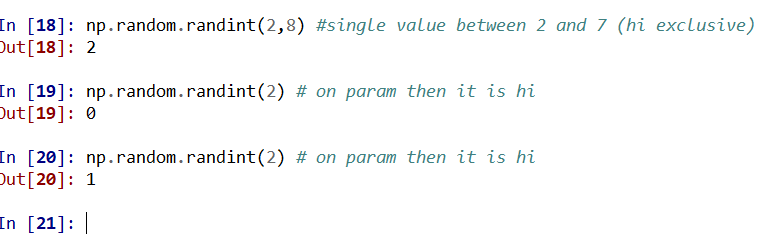 In [18]: np.random.randint(2,8) #single value between 2 and 7 (hi exclusive)
Out[18]: 2
In [19]: np.random.randint(2) # on param then it is hi
Out[19]: 0
In [20]: np.random.randint(2) # on param then it is hi
Out[20]: 1
In [21]: